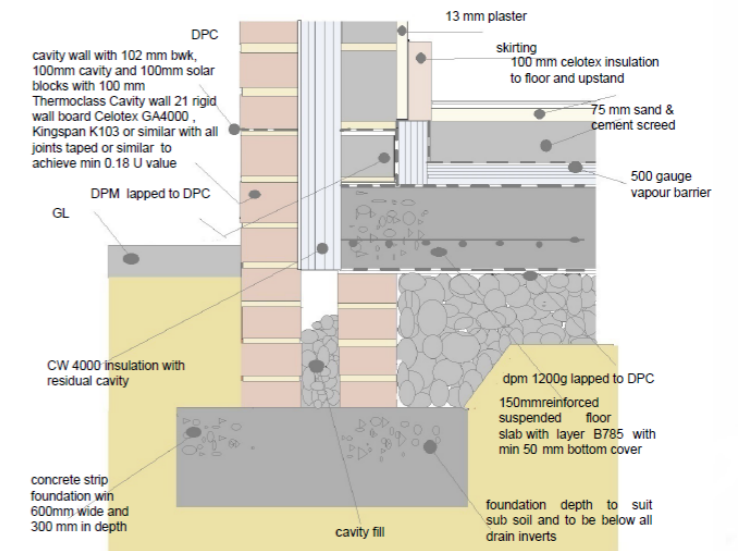 13 mm plaster
DPC
cavity wall with 102 mm bwk,
100mm cavity and 100mm solar
blocks with 100 mm
Thermoclass Cavity wall 21 rigid
wall board Celotex GA4000 ,
Kingspan K103 or similar with all
joints taped or similar to
achieve min 0.18 U value
skirting
100 mm celotex insulation
to floor and upstand
75 mm sand &
cement screed
500 gauge
vapour barrier
DPM lapped to DPC
GL
CW 4000 insulation with
residual cavity
dpm 1200g lapped to DPC
150mmreinforced
suspended floor
slab with layer B785 with
min 50 mm bottom cover
concrete strip
foundation win
600mm wide and
300 mm in depth
cavity fill
foundation depth to suit
sub soil and to be below all
drain inverts